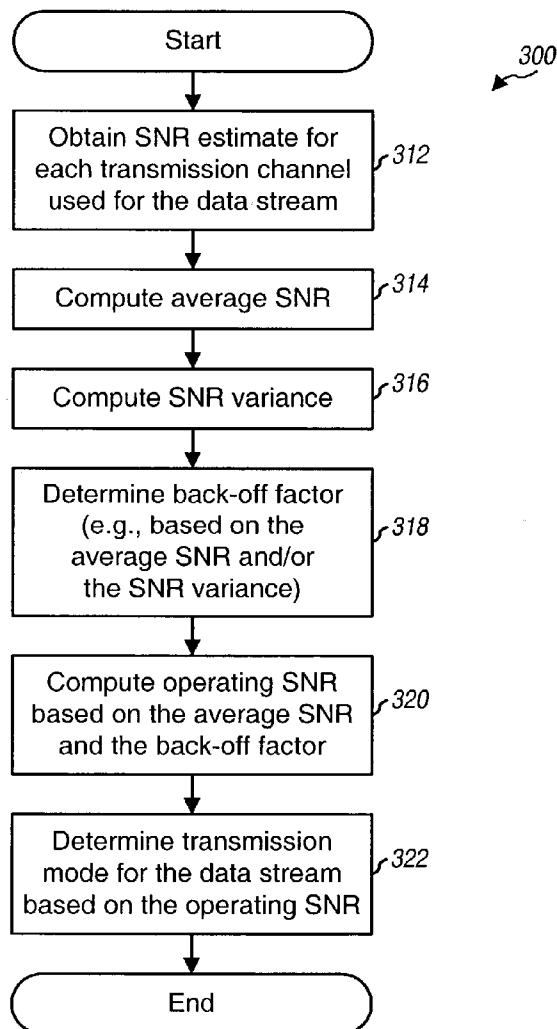 Start
300
Obtain SNR estimate for
each transmission channel
used for the data stream
312
Compute average SNR
314
Compute SNR variance
316
Determine back-off factor
(e.g., based on the
average SNR and/or
the SNR variance)
318
Compute operating SNR
based on the average SNR
and the back-off factor
320
Determine transmission
mode for the data stream
based on the operating SNR
322
End